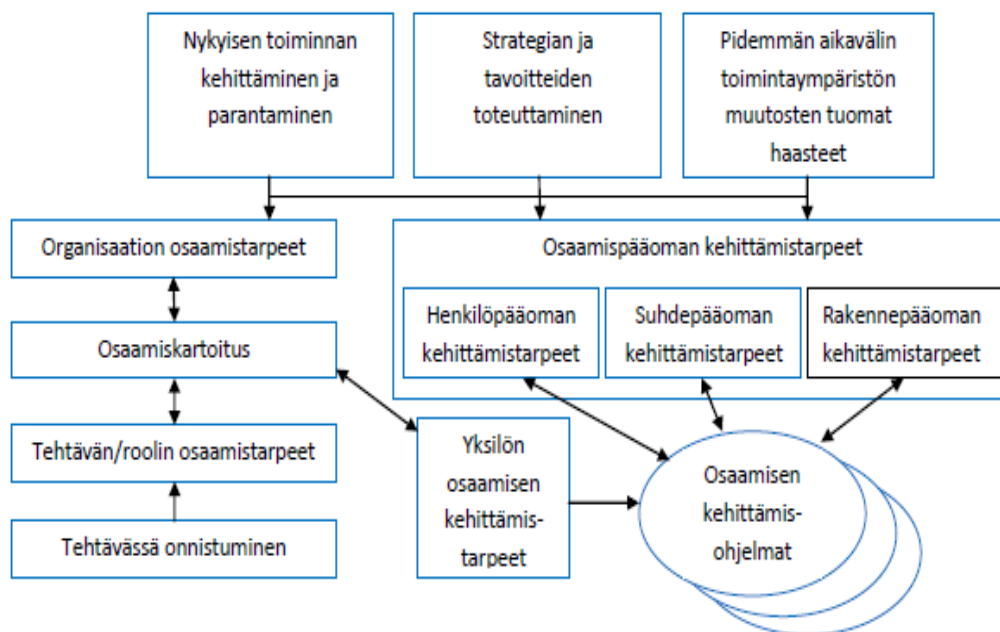 Nykyisen toiminnan
kehittäminen ja
parantaminen
Strategian ja
tavoitteiden
toteuttaminen
Pidemmän aikavälin
toimintaympäristön
muutosten tuomat
haasteet
Organisaation osaamistarpeet
Osaamispääoman kehittämistarpeet
Henkilöpääoman
kehittämistarpeet
Suhdepääoman
kehittämistarpeet
Rakennepääoman
kehittämistarpeet
Osaamiskartoitus
Tehtävän/roolin osaamistarpeet
Tehtävässä onnistuminen
Yksilön
osaamisen
kehittämis-
tarpeet
Osaamisen
kehittämis-
ohjelmat